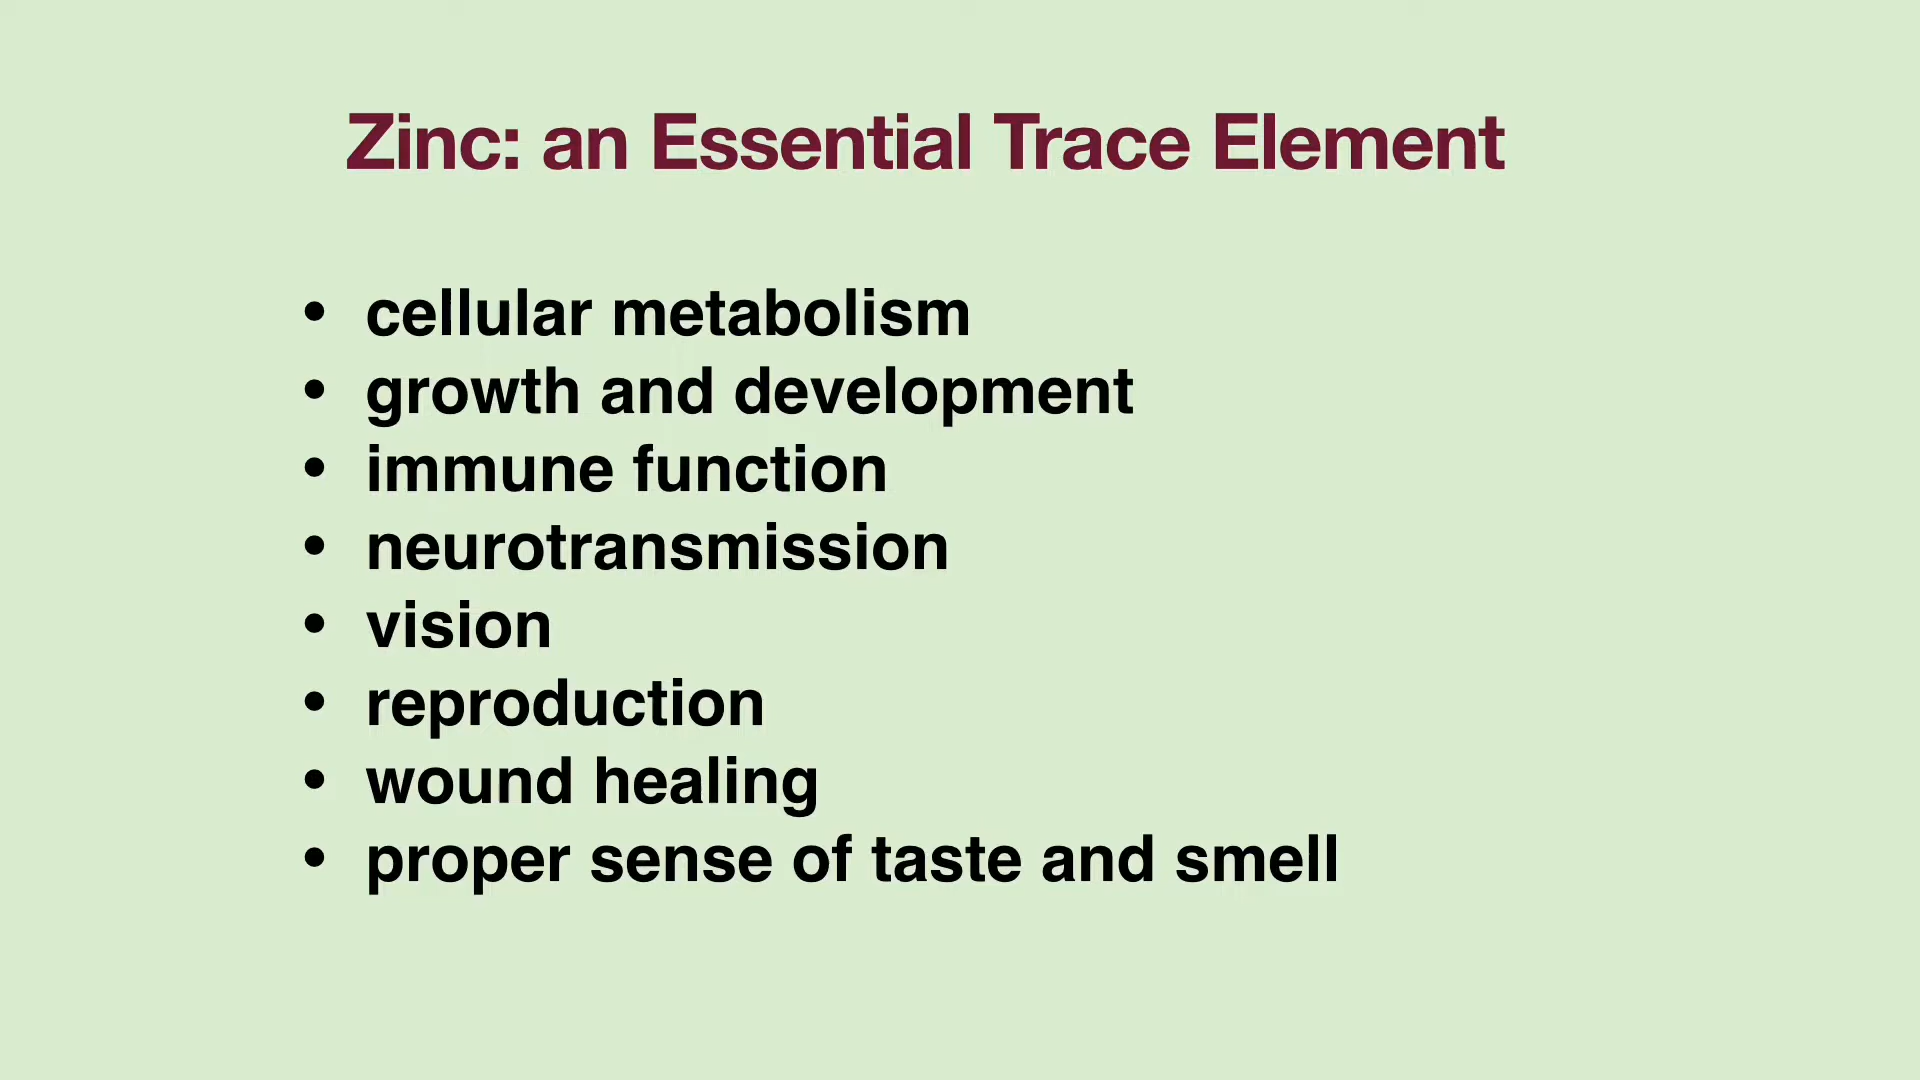 Zinc: an Essential Trace Element
• cellular metabolism
• growth and development
• immune function
• neurotransmission
• vision
• reproduction
• wound healing
• proper sense of taste and smell